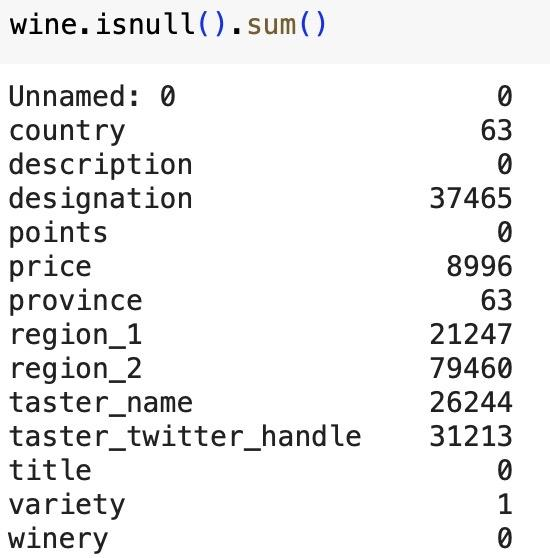 wine.isnull().sum()
Unnamed: 0 0
country 63
description 0
designation 37465
points 0
price 8996
province 63
region_1 21247
region_2 79460
taster_name 26244
taster_twitter_handle 31213
title 0
variety 1
winery 0